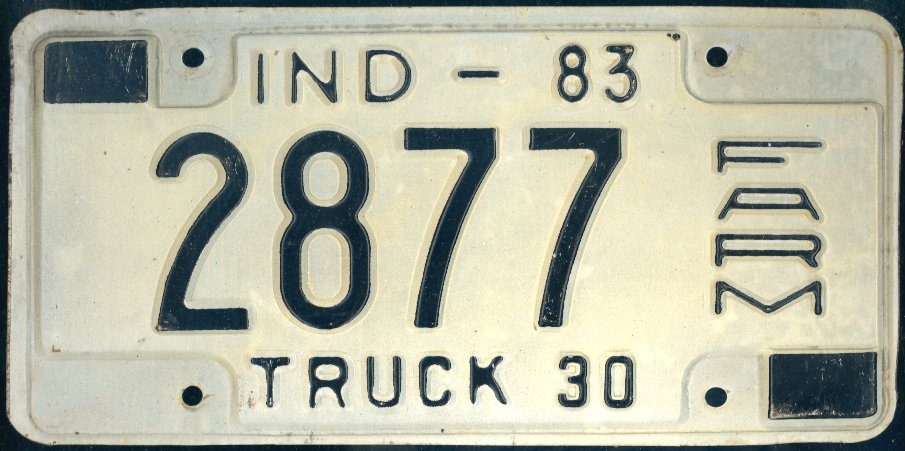 IND - 83
2877
FARM
TRUCK 30